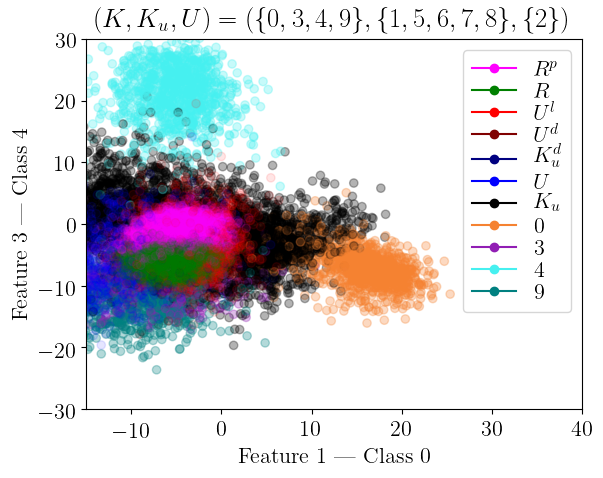 (K, K_u, U) = ({0, 3, 4, 9}, {1, 5, 6, 7, 8}, {2})
30
20
10
0
−10
−20
−30
Feature 3 — Class 4
R^p
R
U^l
U^d
K_u^d
U
K_u
0
3
4
9
−10
0
10
20
30
40
Feature 1 — Class 0